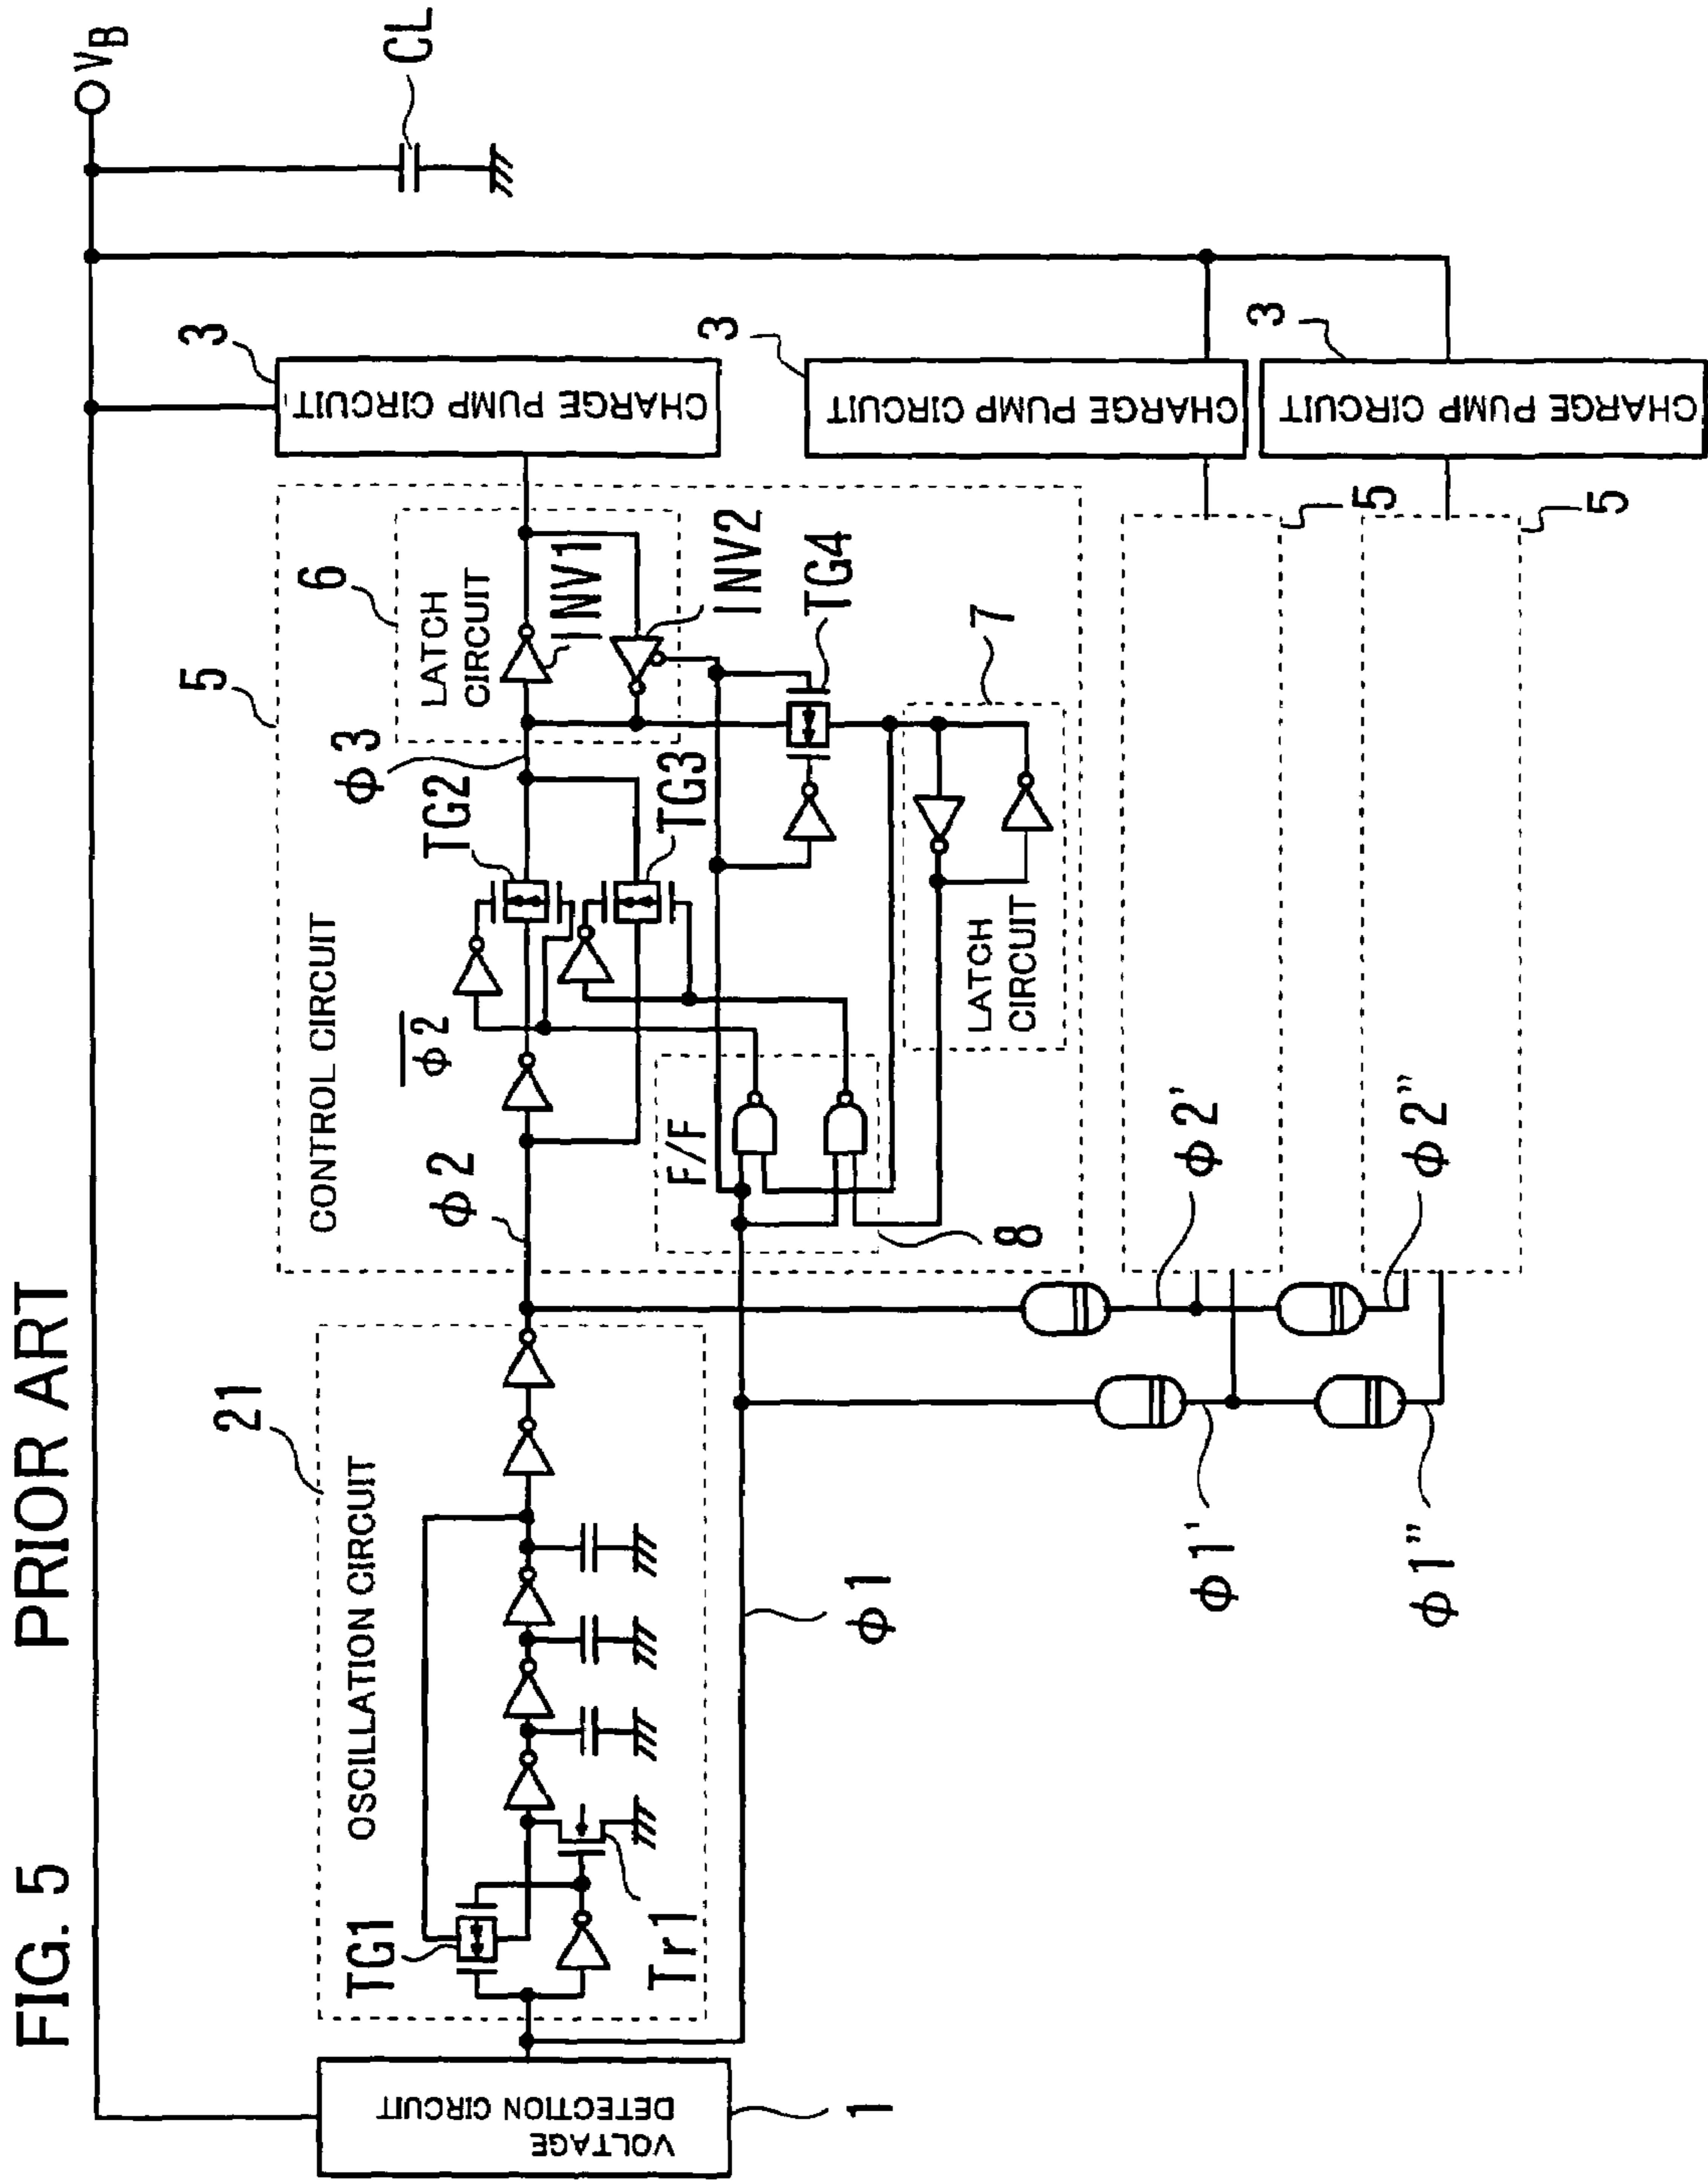 FIG. 5
PRIOR ART
V_B
CL
21
OSCILLATION CIRCUIT
TG1
Tr1
VOLTAGE
DETECTION CIRCUIT
1
φ1
φ2
5
CONTROL CIRCUIT
φ2
TG2
TG3
φ3
6
LATCH
CIRCUIT
INV1
INV2
TG4
7
LATCH
CIRCUIT
F/F
8
3
CHARGE PUMP CIRCUIT
3
CHARGE PUMP CIRCUIT
3
CHARGE PUMP CIRCUIT
5
5
φ2'
φ2"
φ1'
φ1"